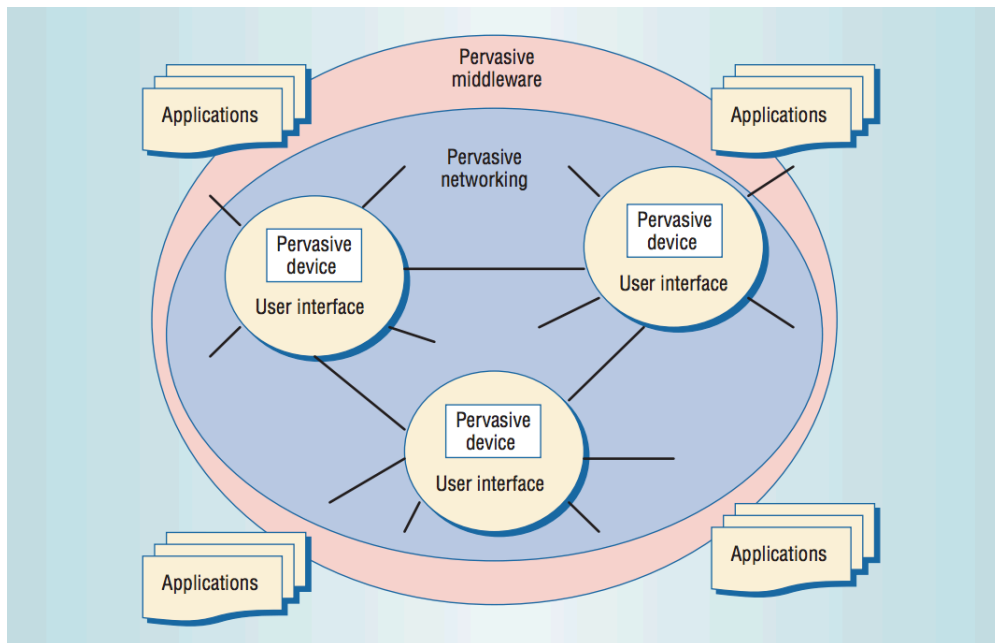 Pervasive
middleware
Applications
Applications
Pervasive
networking
Pervasive
device
User interface
Pervasive
device
User interface
Pervasive
device
User interface
Applications
Applications